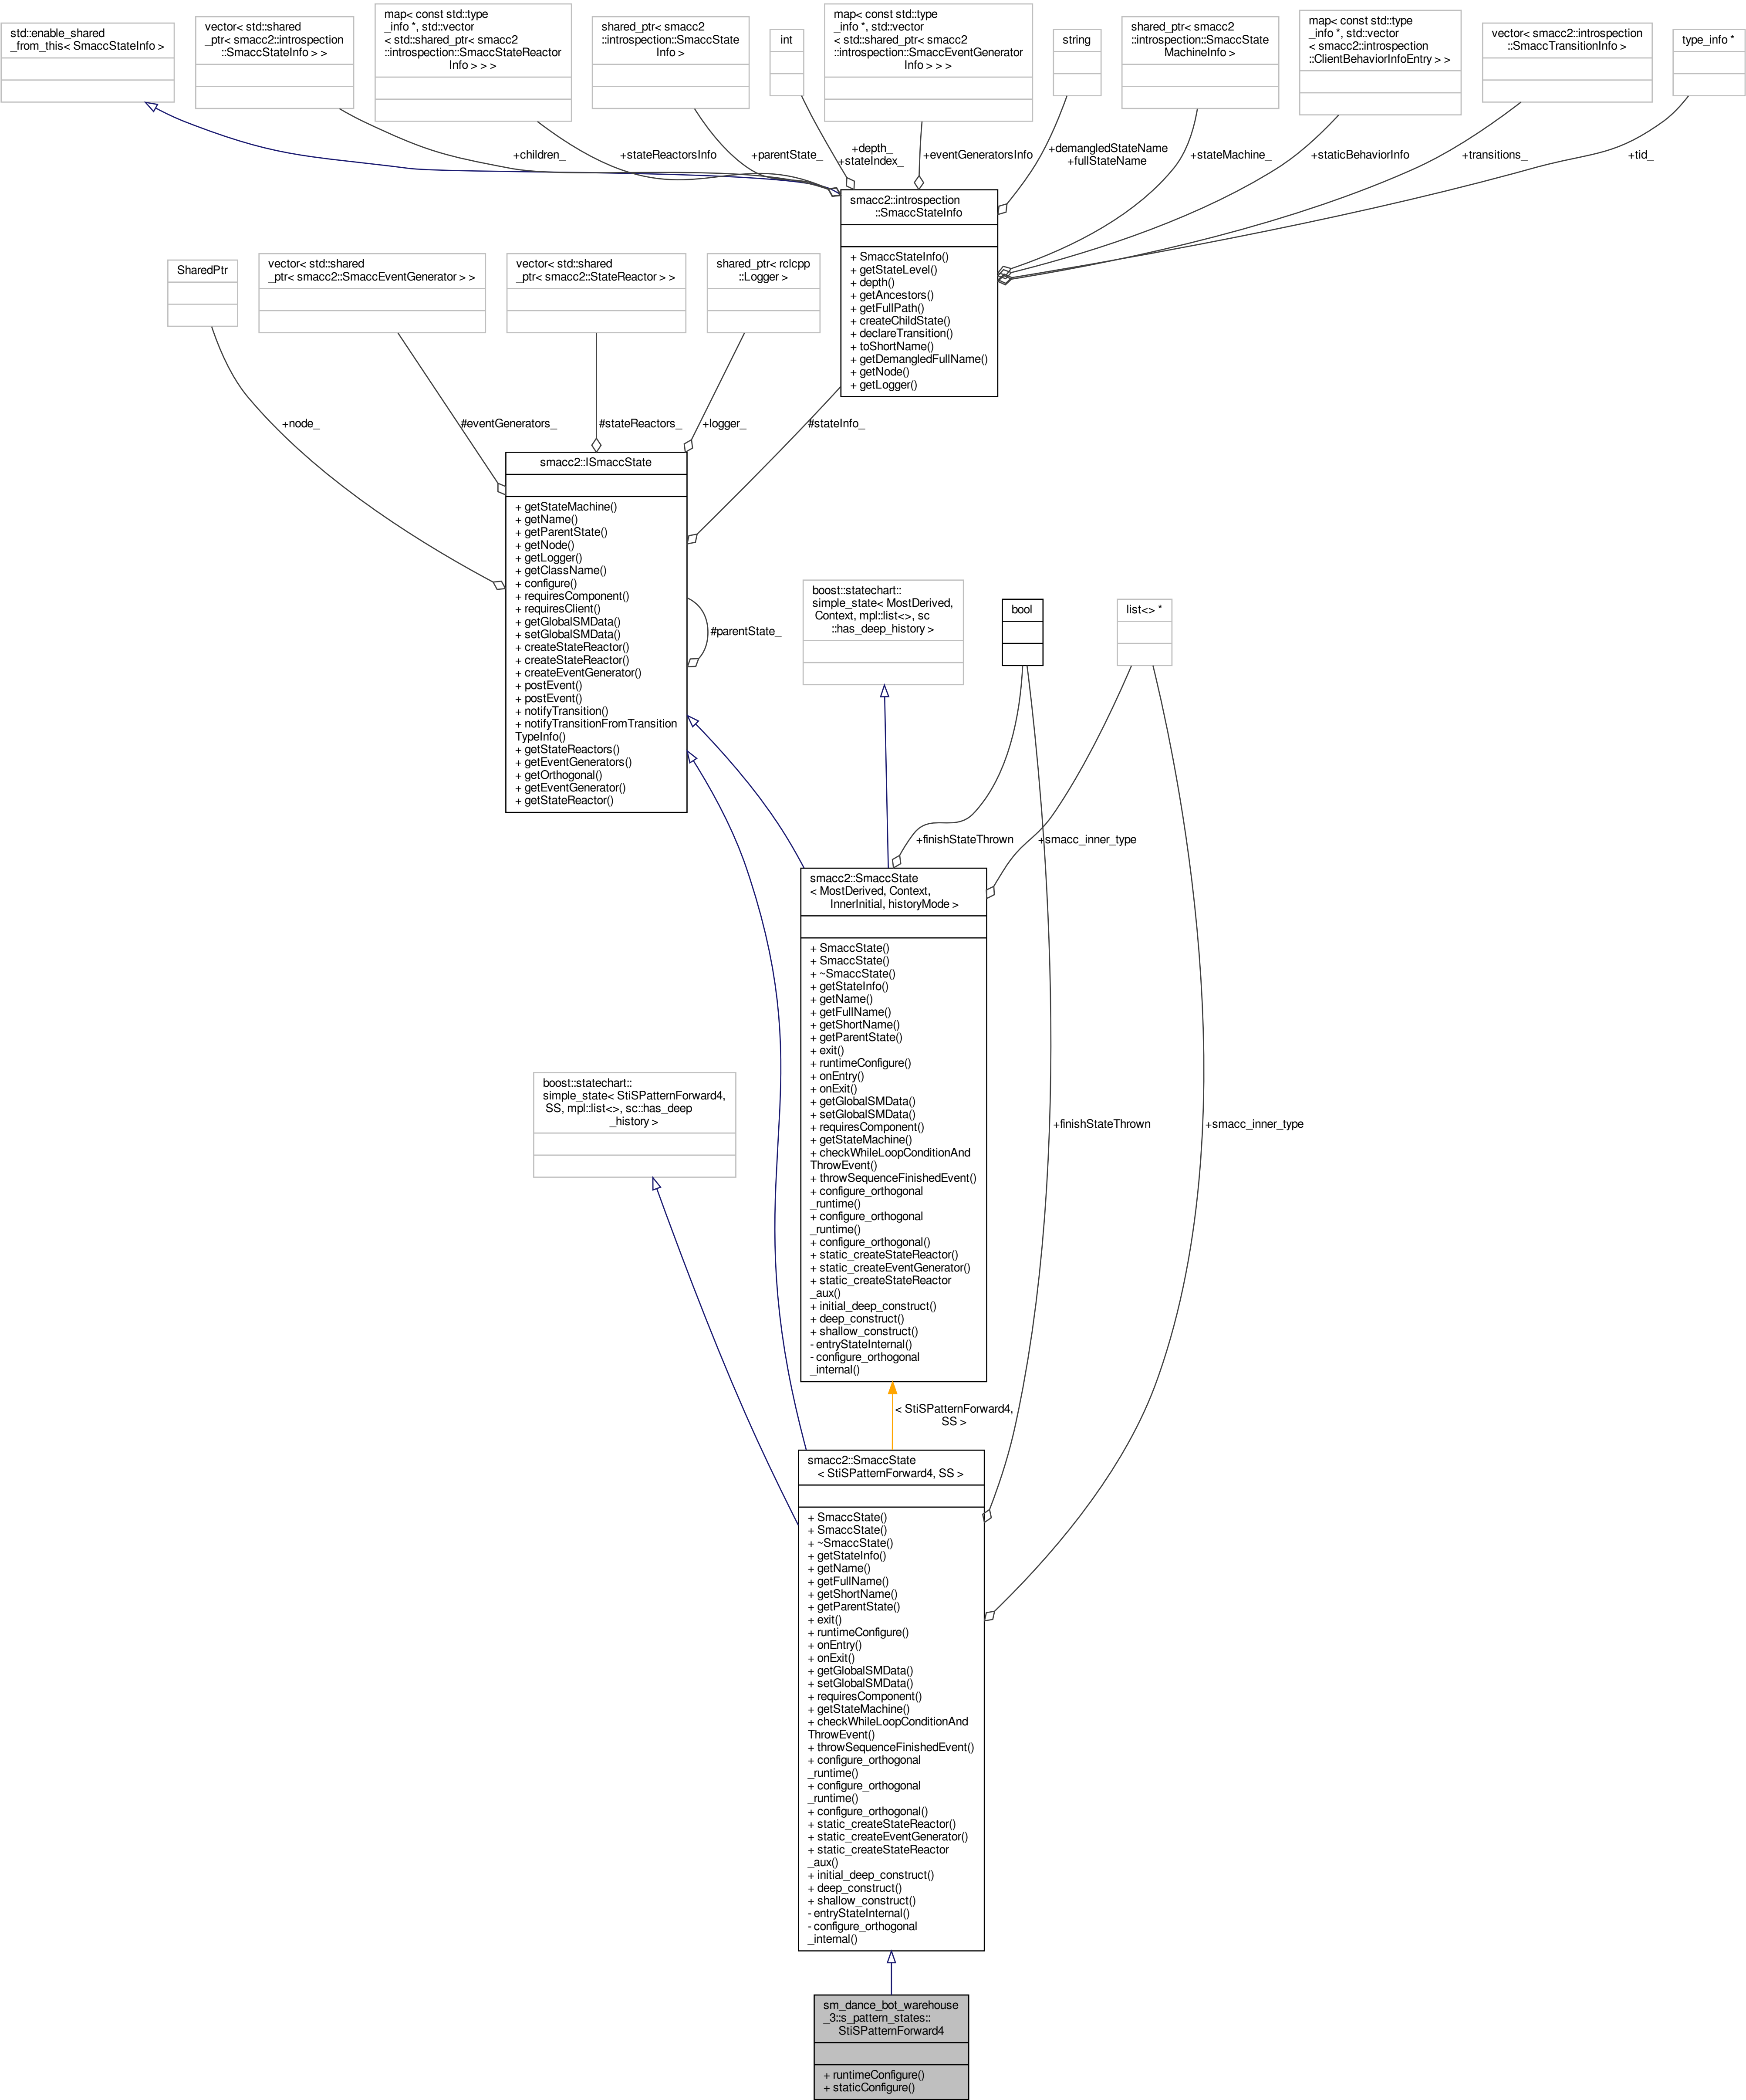 std::enable_shared
_from_this< SmaccStateInfo >
vector< std::shared
_ptr< smacc2::introspection
::SmaccStateInfo > >
map< const std::type
_info *, std::vector
< std::shared_ptr< smacc2
::introspection::SmaccStateReactor
Info > > >
shared_ptr< smacc2
::introspection::SmaccState
Info >
int
map< const std::type
_info *, std::vector
< std::shared_ptr< smacc2
::introspection::SmaccEventGenerator
Info > > >
string
shared_ptr< smacc2
::introspection::SmaccState
MachineInfo >
map< const std::type
_info *, std::vector
< smacc2::introspection
::ClientBehaviorInfoEntry > >
vector< smacc2::introspection
::SmaccTransitionInfo >
type_info *
+children_
+stateReactorsInfo
+parentState_
+depth_
+stateIndex_
+eventGeneratorsInfo
+demangledStateName
+fullStateName
+stateMachine_
+staticBehaviorInfo
+transitions_
+tid_
smacc2::introspection
::SmaccStateInfo
+ SmaccStateInfo()
+ getStateLevel()
+ depth()
+ getAncestors()
+ getFullPath()
+ createChildState()
+ declareTransition()
+ toShortName()
+ getDemangledFullName()
+ getNode()
+ getLogger()
SharedPtr
vector< std::shared
_ptr< smacc2::SmaccEventGenerator > >
vector< std::shared
_ptr< smacc2::StateReactor > >
shared_ptr< rclcpp
::Logger >
+node_
#eventGenerators_
#stateReactors_
+logger_
#stateInfo_
smacc2::ISmaccState
+ getStateMachine()
+ getName()
+ getParentState()
+ getNode()
+ getLogger()
+ getClassName()
+ configure()
+ requiresComponent()
+ requiresClient()
+ getGlobalSMData()
+ setGlobalSMData()
+ createStateReactor()
+ createStateReactor()
+ createEventGenerator()
+ postEvent()
+ postEvent()
+ notifyTransition()
+ notifyTransitionFromTransition
TypeInfo()
+ getStateReactors()
+ getEventGenerators()
+ getOrthogonal()
+ getEventGenerator()
+ getStateReactor()
#parentState_
boost::statechart::
simple_state< MostDerived,
Context, mpl::list<>, sc
::has_deep_history >
bool
list<> *
+finishStateThrown
+smacc_inner_type
smacc2::SmaccState
< MostDerived, Context,
InnerInitial, historyMode >
+ SmaccState()
+ SmaccState()
+ ~SmaccState()
+ getStateInfo()
+ getName()
+ getFullName()
+ getShortName()
+ getParentState()
+ exit()
+ runtimeConfigure()
+ onEntry()
+ onExit()
+ getGlobalSMData()
+ setGlobalSMData()
+ requiresComponent()
+ getStateMachine()
+ checkWhileLoopConditionAnd
ThrowEvent()
+ throwSequenceFinishedEvent()
+ configure_orthogonal
_runtime()
+ configure_orthogonal
_runtime()
+ configure_orthogonal()
+ static_createStateReactor()
+ static_createEventGenerator()
+ static_createStateReactor
_aux()
+ initial_deep_construct()
+ deep_construct()
+ shallow_construct()
- entryStateInternal()
- configure_orthogonal
_internal()
boost::statechart::
simple_state< StiSPatternForward4,
SS, mpl::list<>, sc::has_deep
_history >
+finishStateThrown
+smacc_inner_type
< StiSPatternForward4,
SS >
smacc2::SmaccState
< StiSPatternForward4, SS >
+ SmaccState()
+ SmaccState()
+ ~SmaccState()
+ getStateInfo()
+ getName()
+ getFullName()
+ getShortName()
+ getParentState()
+ exit()
+ runtimeConfigure()
+ onEntry()
+ onExit()
+ getGlobalSMData()
+ setGlobalSMData()
+ requiresComponent()
+ getStateMachine()
+ checkWhileLoopConditionAnd
ThrowEvent()
+ throwSequenceFinishedEvent()
+ configure_orthogonal
_runtime()
+ configure_orthogonal
_runtime()
+ configure_orthogonal()
+ static_createStateReactor()
+ static_createEventGenerator()
+ static_createStateReactor
_aux()
+ initial_deep_construct()
+ deep_construct()
+ shallow_construct()
- entryStateInternal()
- configure_orthogonal
_internal()
sm_dance_bot_warehouse
_3::s_pattern_states::
StiSPatternForward4
+ runtimeConfigure()
+ staticConfigure()